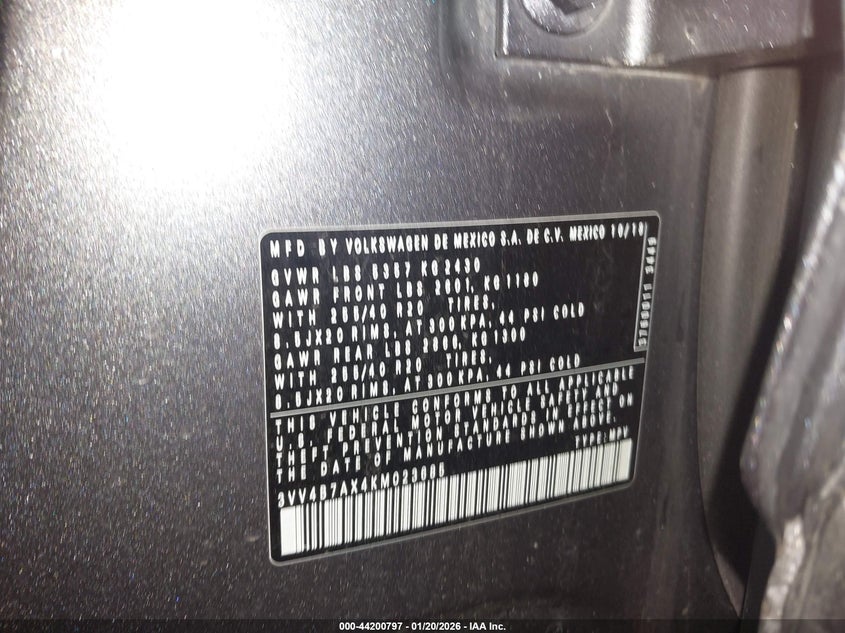 MFD BY VOLKSWAGEN DE MEXICO S.A. DE C.V. MEXICO 10/18
GVWR LBS 5357 KG 2430
GAWR FRONT LBS 2601, KG 1180
WITH 255/40 R20 TIRES,
8.5JX20 RIMS, AT 300 KPA, 44 PSI COLD
GAWR REAR LBS 2866, KG 1300
WITH 255/40 R20 TIRES,
8.5JX20 RIMS, AT 300 KPA, 44 PSI COLD
THIS VEHICLE CONFORMS TO ALL APPLICABLE
U.S. FEDERAL MOTOR VEHICLE SAFETY AND
THEFT PREVENTION STANDARDS IN EFFECT ON
THE DATE OF MANUFACTURE SHOWN ABOVE.
3VV4B7AX4KM023086 TYPE: MPV
000-44200797 - 01/20/2026 - IAA Inc.